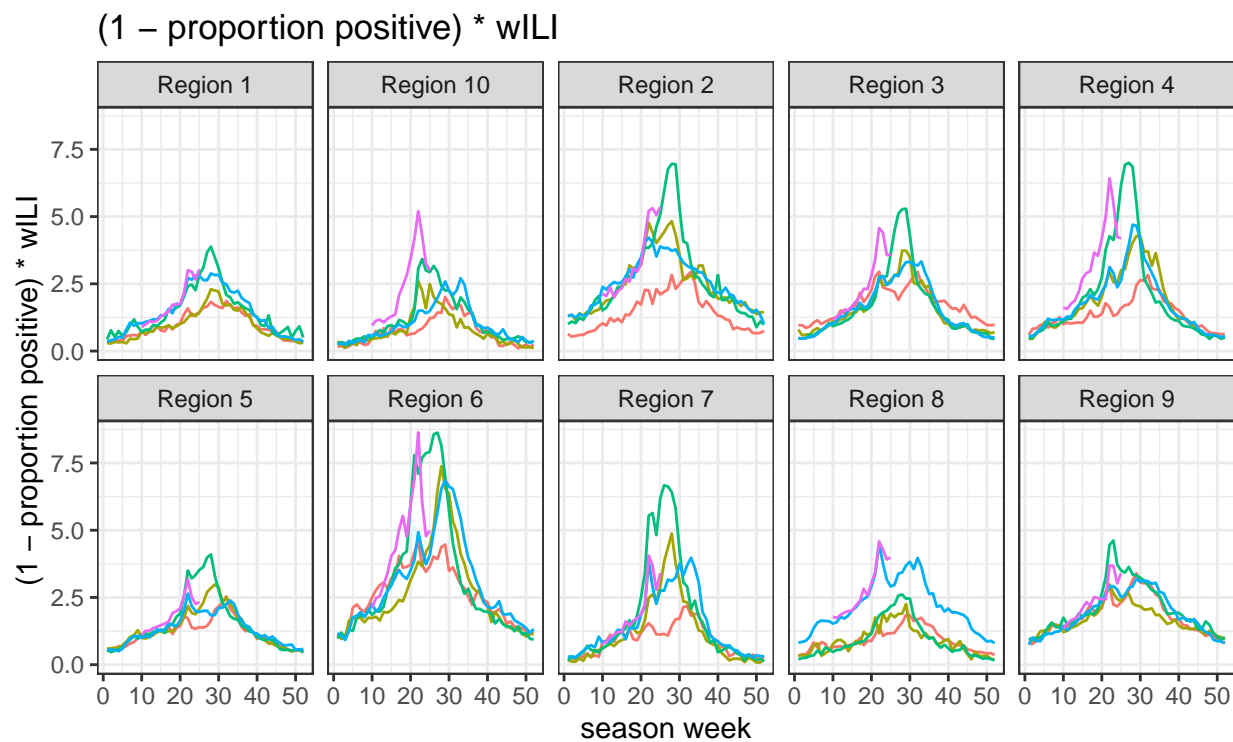 (1 − proportion positive) * wILI
Region 1
Region 10
Region 2
Region 3
Region 4
7.5
5.0
2.5
0.0
Region 5
Region 6
Region 7
Region 8
Region 9
7.5
5.0
2.5
0.0
0 10 20 30 40 50
0 10 20 30 40 50
0 10 20 30 40 50
0 10 20 30 40 50
0 10 20 30 40 50
season week
(1 − proportion positive) * wILI